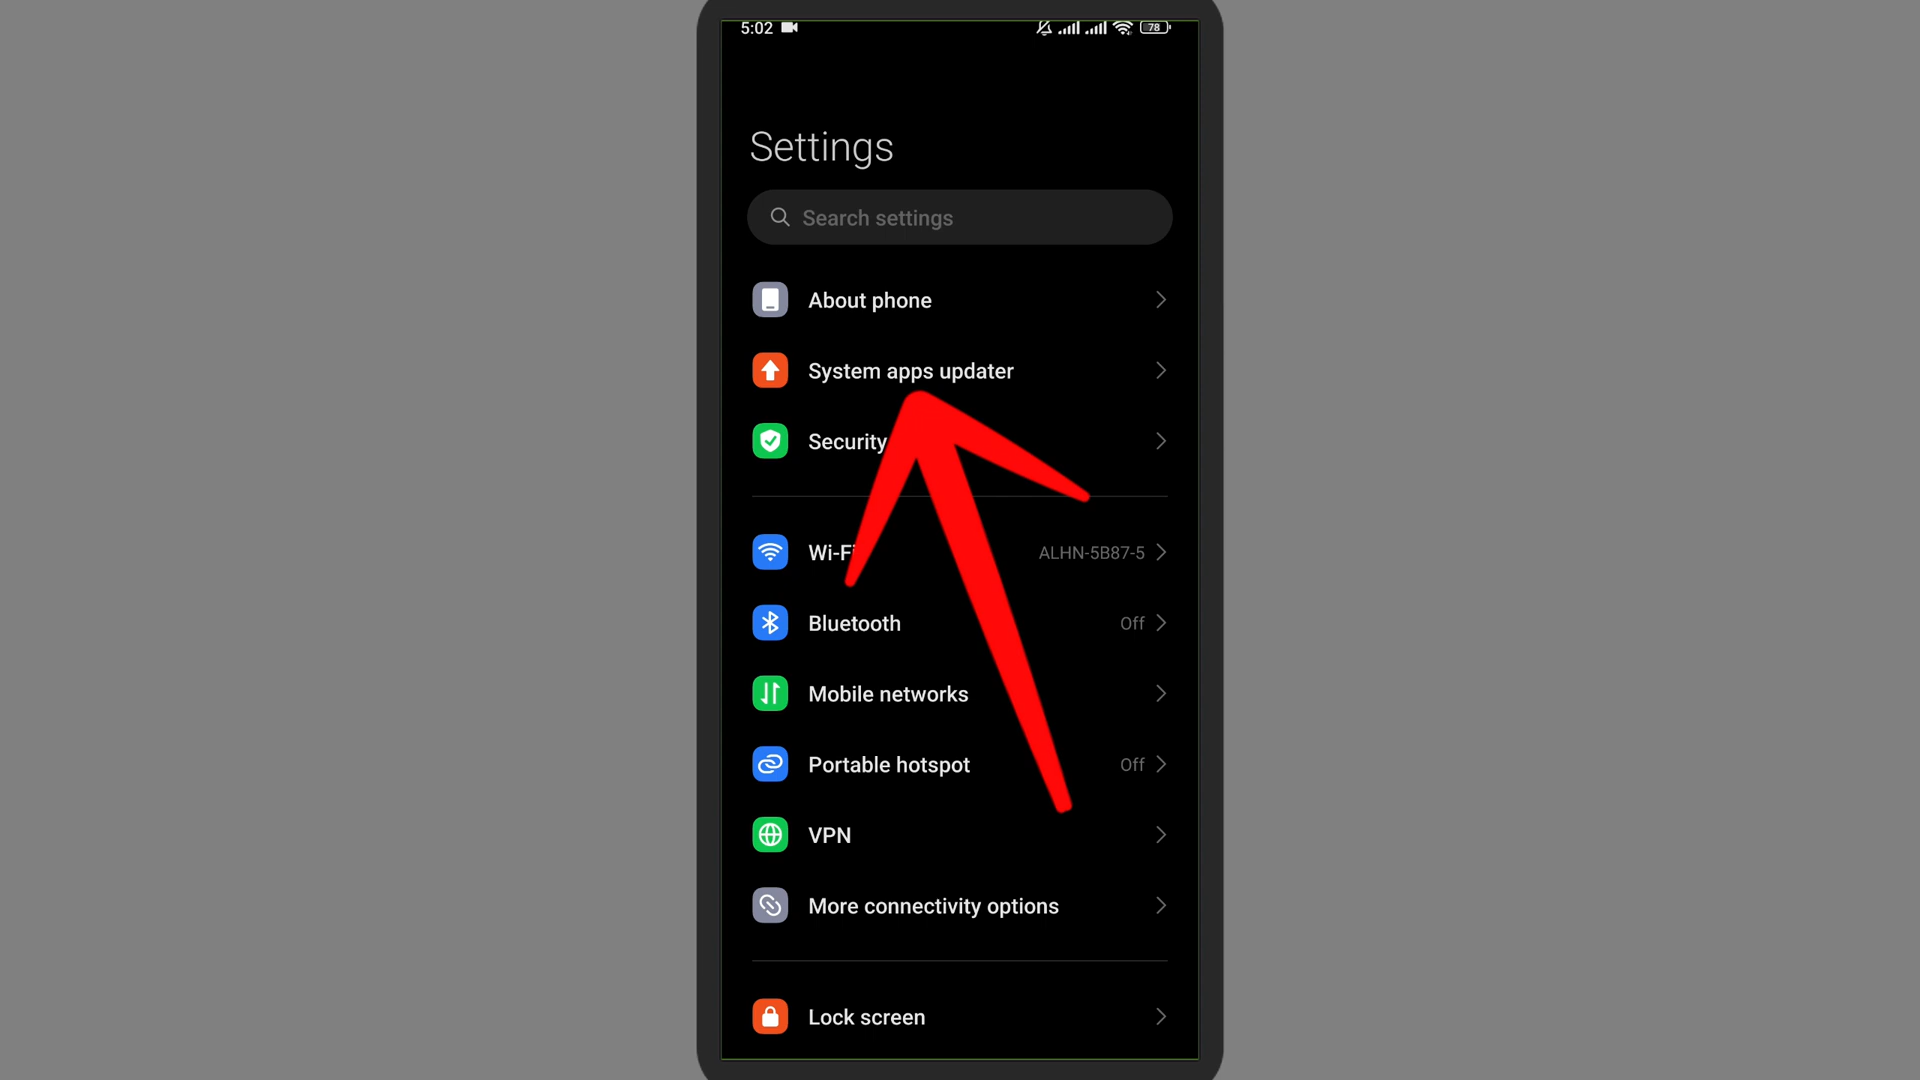 5:02 78
Settings
Search settings
About phone
System apps updater
Security
Wi-Fi ALHN-5B87-5
Bluetooth Off
Mobile networks
Portable hotspot Off
VPN
More connectivity options
Lock screen